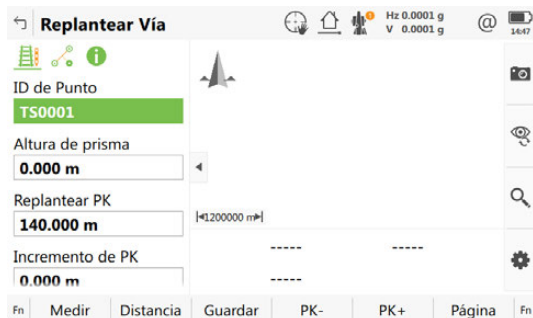 Replantear Vía
Hz 0.0001 g
V 0.0001 g
@
14:47
ID de Punto
TS0001
Altura de prisma
0.000 m
Replantear PK
140.000 m
Incremento de PK
0.000 m
1200000 m
----- -----
-----
Fn Medir Distancia Guardar PK- PK+ Página Fn